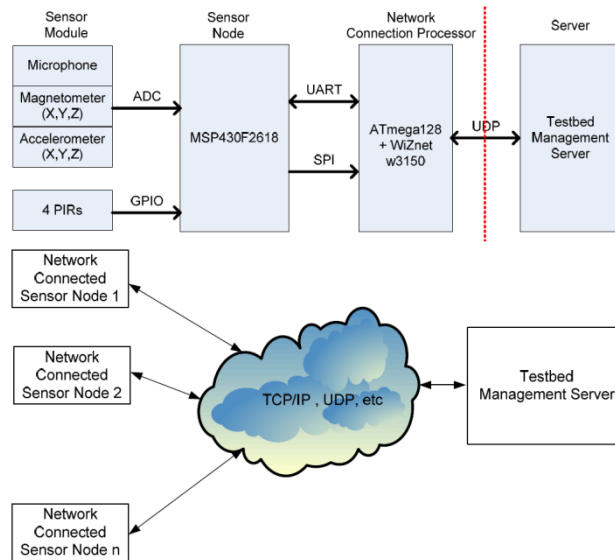 Sensor
Module
Sensor
Node
Network
Connection Processor
Server
Microphone
Magnetometer
(X,Y,Z)
Accelerometer
(X,Y,Z)
4 PIRs
ADC
GPIO
MSP430F2618
UART
SPI
ATmega128
+ WiZnet
w3150
UDP
Testbed
Management
Server
Network
Connected
Sensor Node 1
Network
Connected
Sensor Node 2
Network
Connected
Sensor Node n
TCP/IP , UDP, etc
Testbed
Management Server